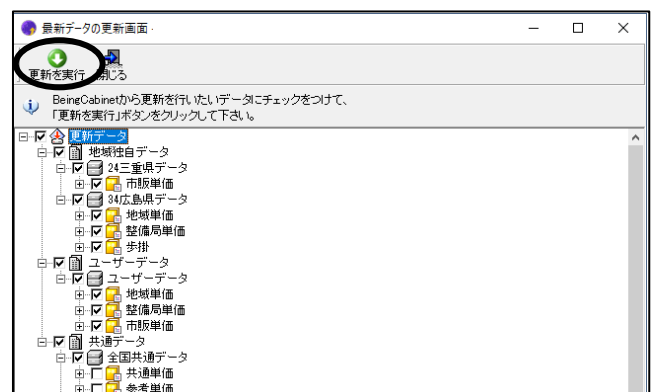 最新データの更新画面
更新を実行 閉じる
BeingCabinetから更新を行いたいデータにチェックをつけて、
「更新を実行」ボタンをクリックして下さい。
更新データ
地域独自データ
24三重県データ
市販単価
34広島県データ
地域単価
整備局単価
歩掛
ユーザーデータ
ユーザーデータ
地域単価
整備局単価
市販単価
共通データ
全国共通データ
共通単価
参考単価